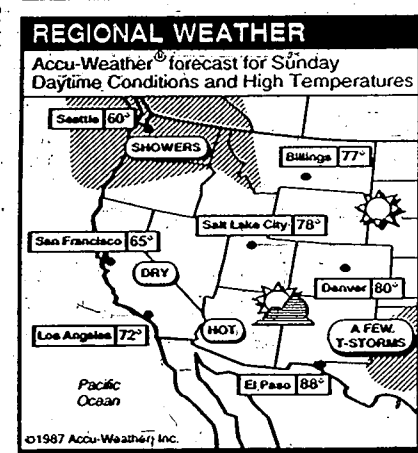 REGIONAL WEATHER
Accu-Weather® forecast for Sunday
Daytime Conditions and High Temperatures
Seattle 60°
SHOWERS
Billings 77°
Salt Lake City 78°
San Francisco 65°
DRY
Denver 80°
Los Angeles 72°
HOT
A FEW
T-STORMS
El Paso 88°
Pacific
Ocean
©1987 Accu-Weather, Inc.